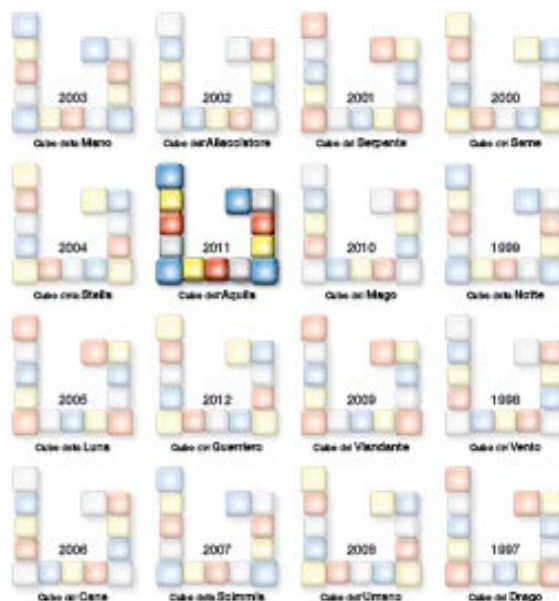 2003
Cubo della Mano
2002
Cubo dell'Allacciatore
2001
Cubo del Serpente
2000
Cubo del Seme
2004
Cubo della Stella
2011
Cubo dell'Aquila
2010
Cubo del Mago
1999
Cubo della Notte
2005
Cubo della Luna
2012
Cubo del Guerriero
2009
Cubo del Viandante
1998
Cubo del Vento
2006
Cubo del Cane
2007
Cubo della Scimmia
2008
Cubo dell'Umano
1997
Cubo del Drago